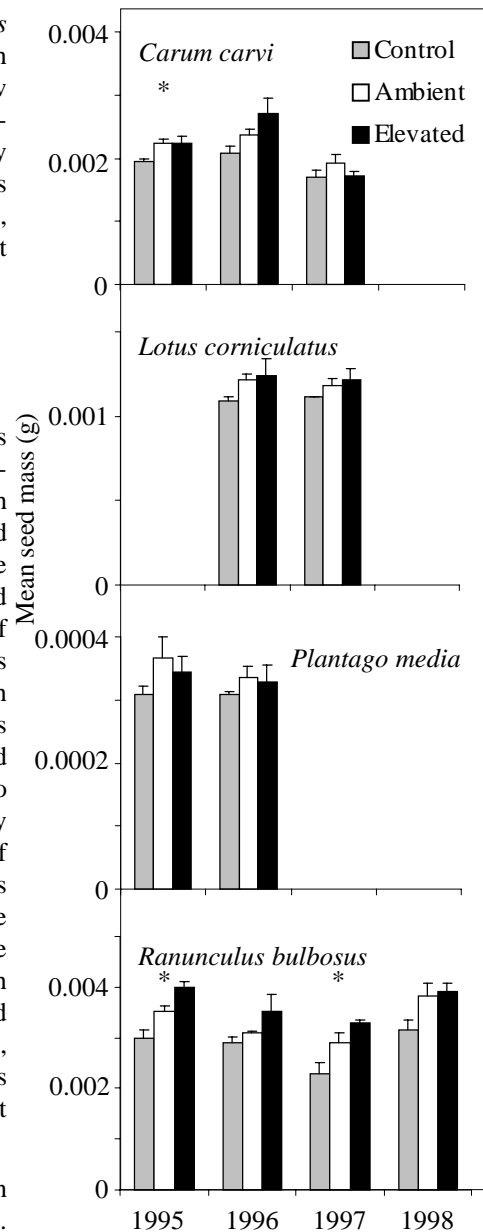 0.004
Carum carvi
Control
*
Ambient
Elevated
0.002
0
Lotus corniculatus
0.001
0
Mean seed mass (g)
0.0004
Plantago media
0.0002
0
Ranunculus bulbosus
*
*
0.004
0.002
0
1995 1996 1997 1998